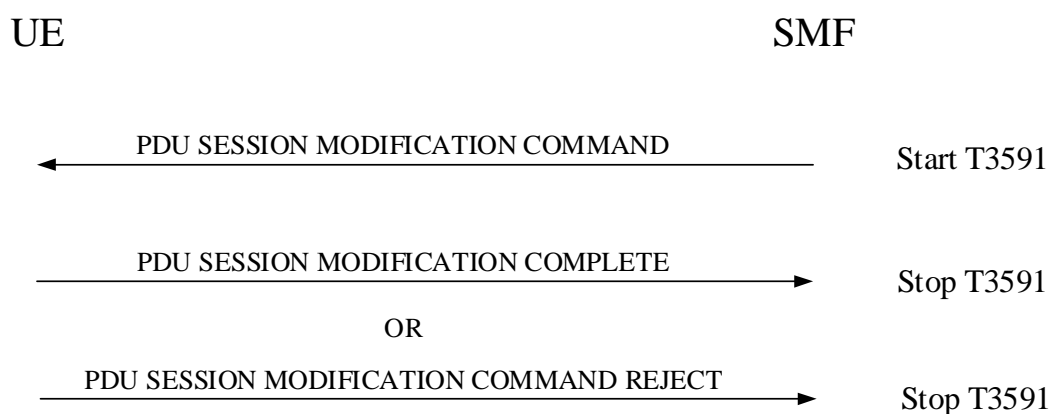 UE
SMF
PDU SESSION MODIFICATION COMMAND
Start T3591
PDU SESSION MODIFICATION COMPLETE
Stop T3591
OR
PDU SESSION MODIFICATION COMMAND REJECT
Stop T3591